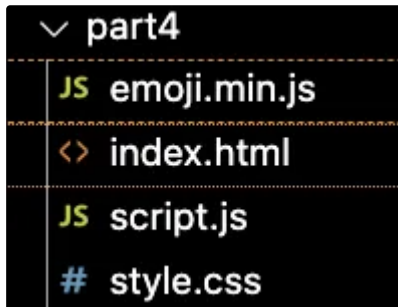 part4
JS emoji.min.js
<> index.html
JS script.js
# style.css